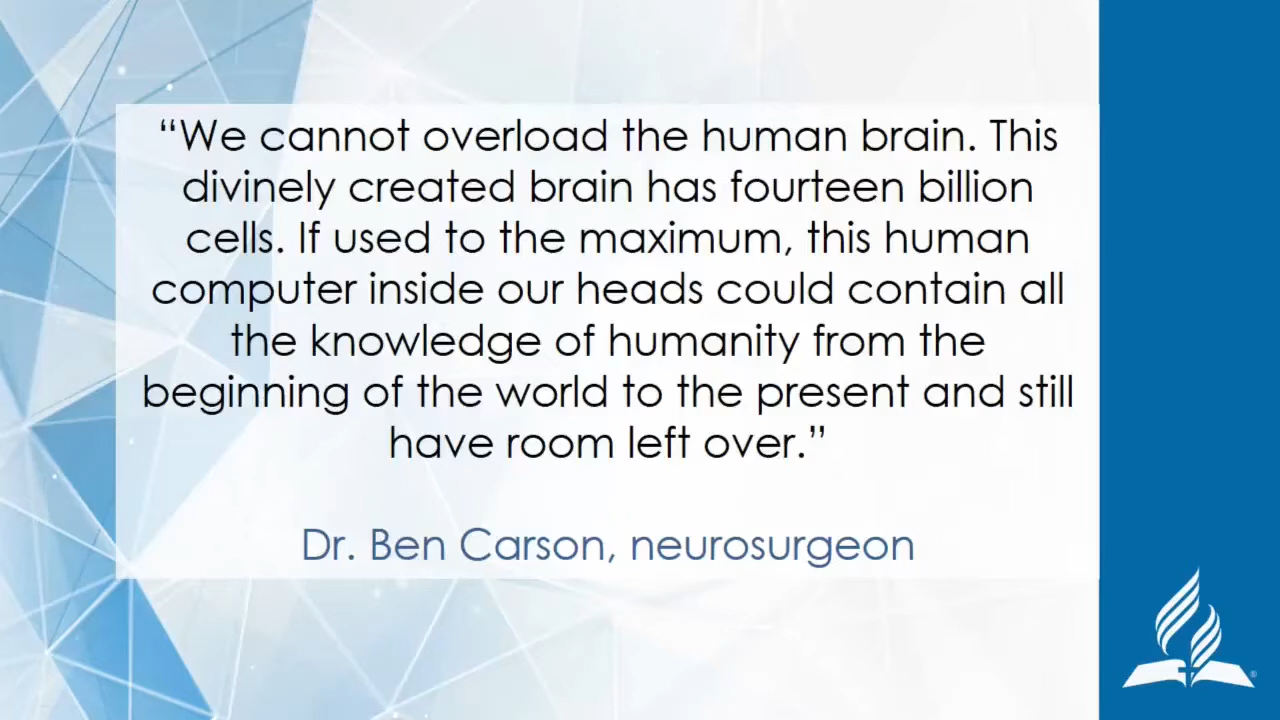 “We cannot overload the human brain. This
divinely created brain has fourteen billion
cells. If used to the maximum, this human
computer inside our heads could contain all
the knowledge of humanity from the
beginning of the world to the present and still
have room left over.”
Dr. Ben Carson, neurosurgeon
®